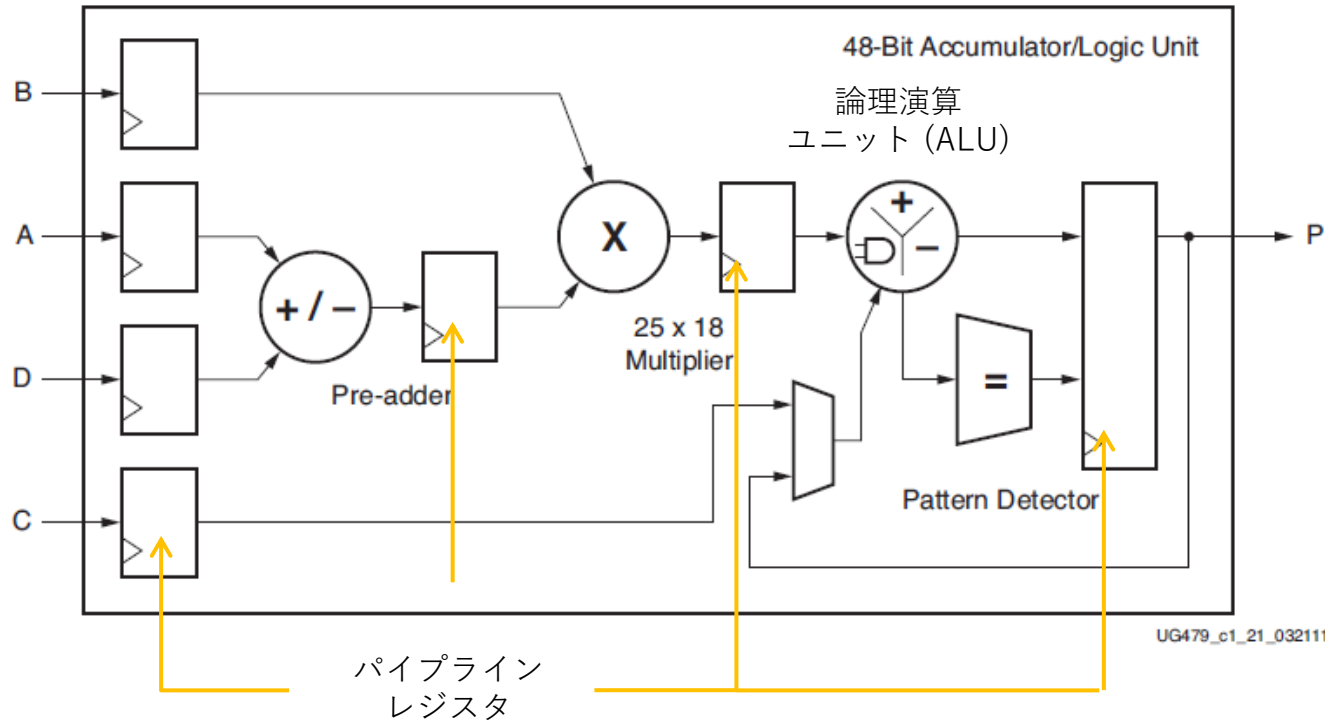 48-Bit Accumulator/Logic Unit
論理演算
ユニット (ALU)
B
A
D
C
+ / −
Pre-adder
X
25 x 18
Multiplier
+
−
=
Pattern Detector
P
UG479_c1_21_032111
パイプライン
レジスタ